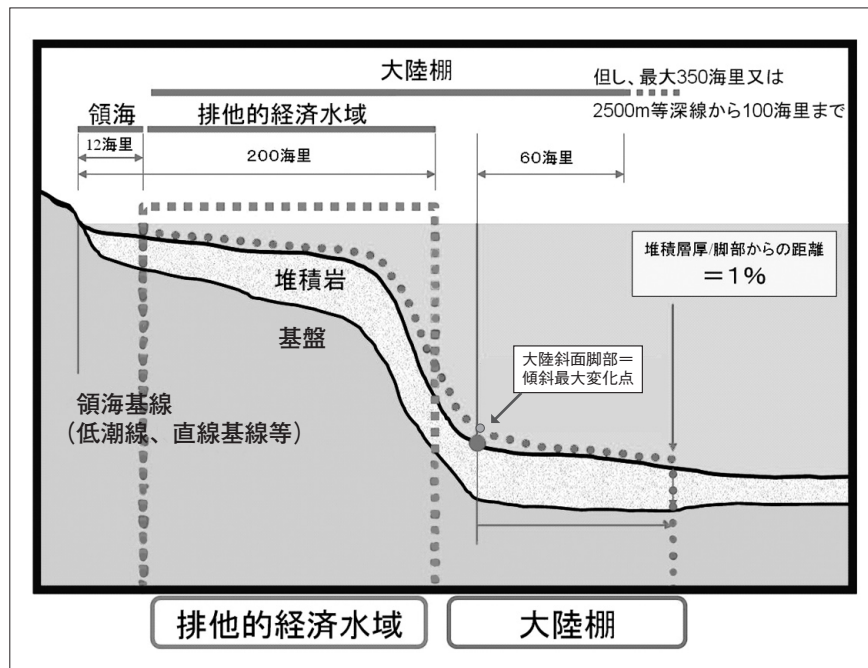 大陸棚
但し、最大350海里又は
2500m等深線から100海里まで
領海
排他的経済水域
12海里
200海里
60海里
堆積層厚/脚部からの距離
＝1%
堆積岩
基盤
大陸斜面脚部＝
傾斜最大変化点
領海基線
（低潮線、直線基線等）
排他的経済水域
大陸棚